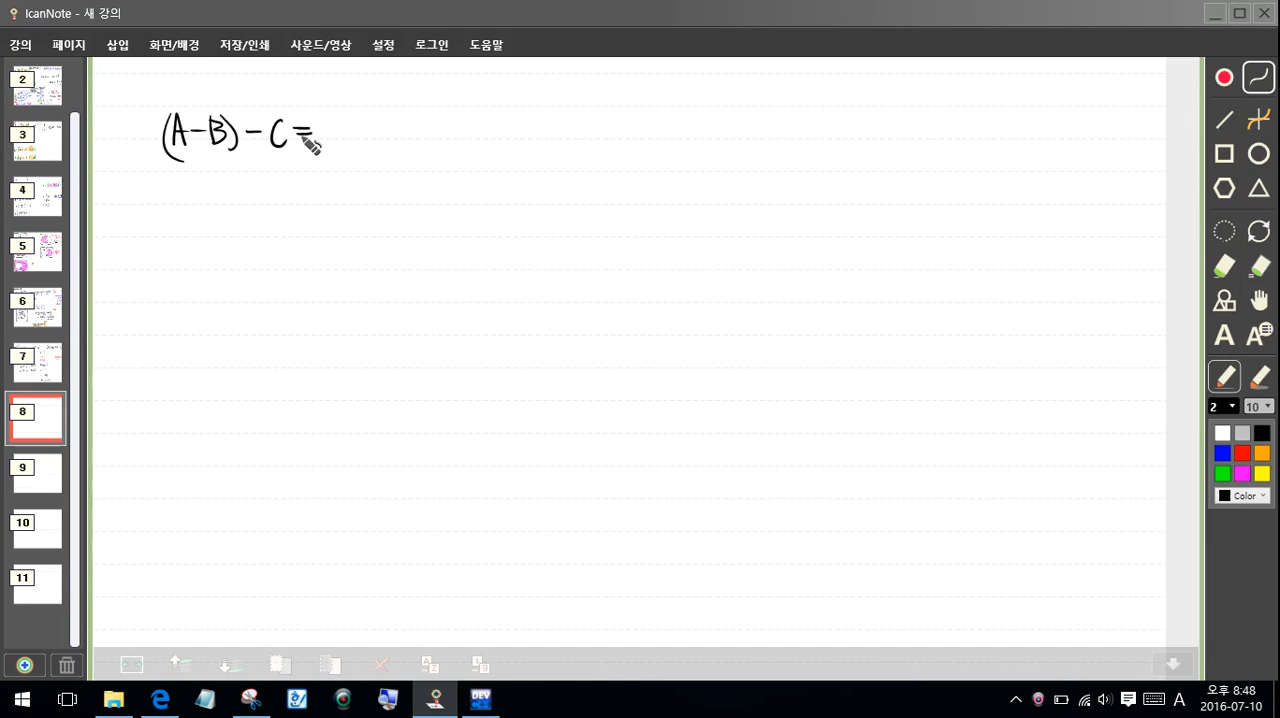 IcanNote - 새 강의
강의 페이지 삽입 화면/배경 저장/인쇄 사운드/영상 설정 로그인 도움말
(A-B)-C=
2
3
4
5
6
7
8
9
10
11
A A
2 10
Color
DEV
A 오후 8:48
2016-07-10